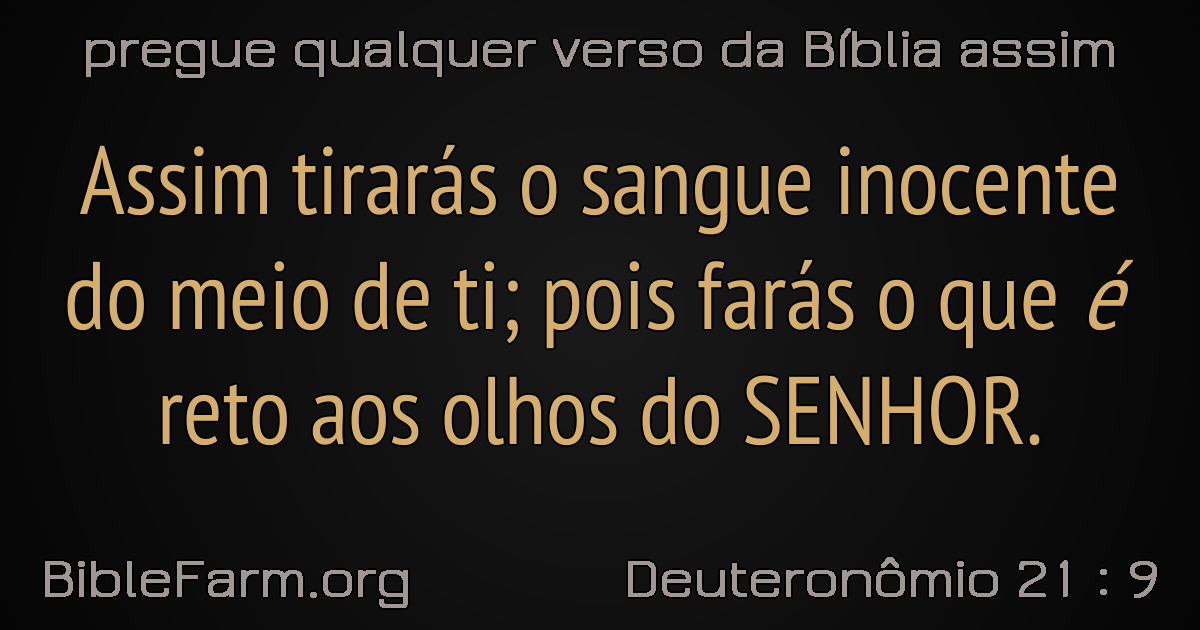 pregue qualquer verso da Bíblia assim
Assim tirarás o sangue inocente
do meio de ti; pois farás o que é
reto aos olhos do SENHOR.
BibleFarm.org
Deuteronômio 21 : 9